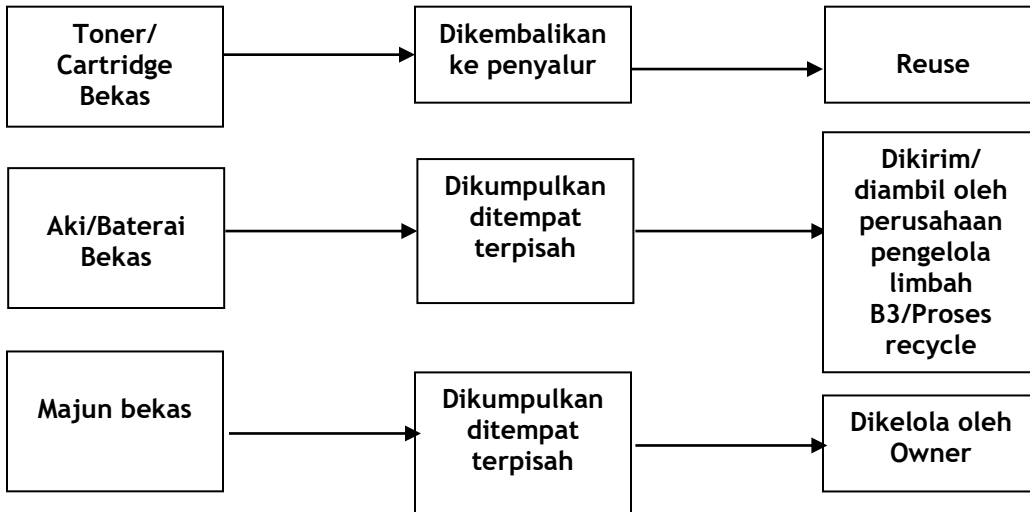 Toner/
Cartridge
Bekas
Dikembalikan
ke penyalur
Reuse
Aki/Baterai
Bekas
Dikumpulkan
ditempat
terpisah
Dikirim/
diambil oleh
perusahaan
pengelola
limbah
B3/Proses
recycle
Majun bekas
Dikumpulkan
ditempat
terpisah
Dikelola oleh
Owner